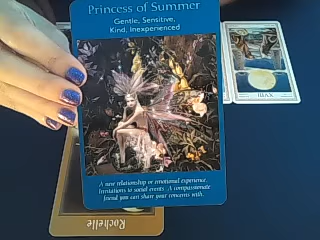 Princess of Summer
Gentle, Sensitive,
Kind, Inexperienced
A new relationship or emotional experience.
Invitations to social events. A compassionate
friend you can share your concerns with.
Rochelle
XVIII